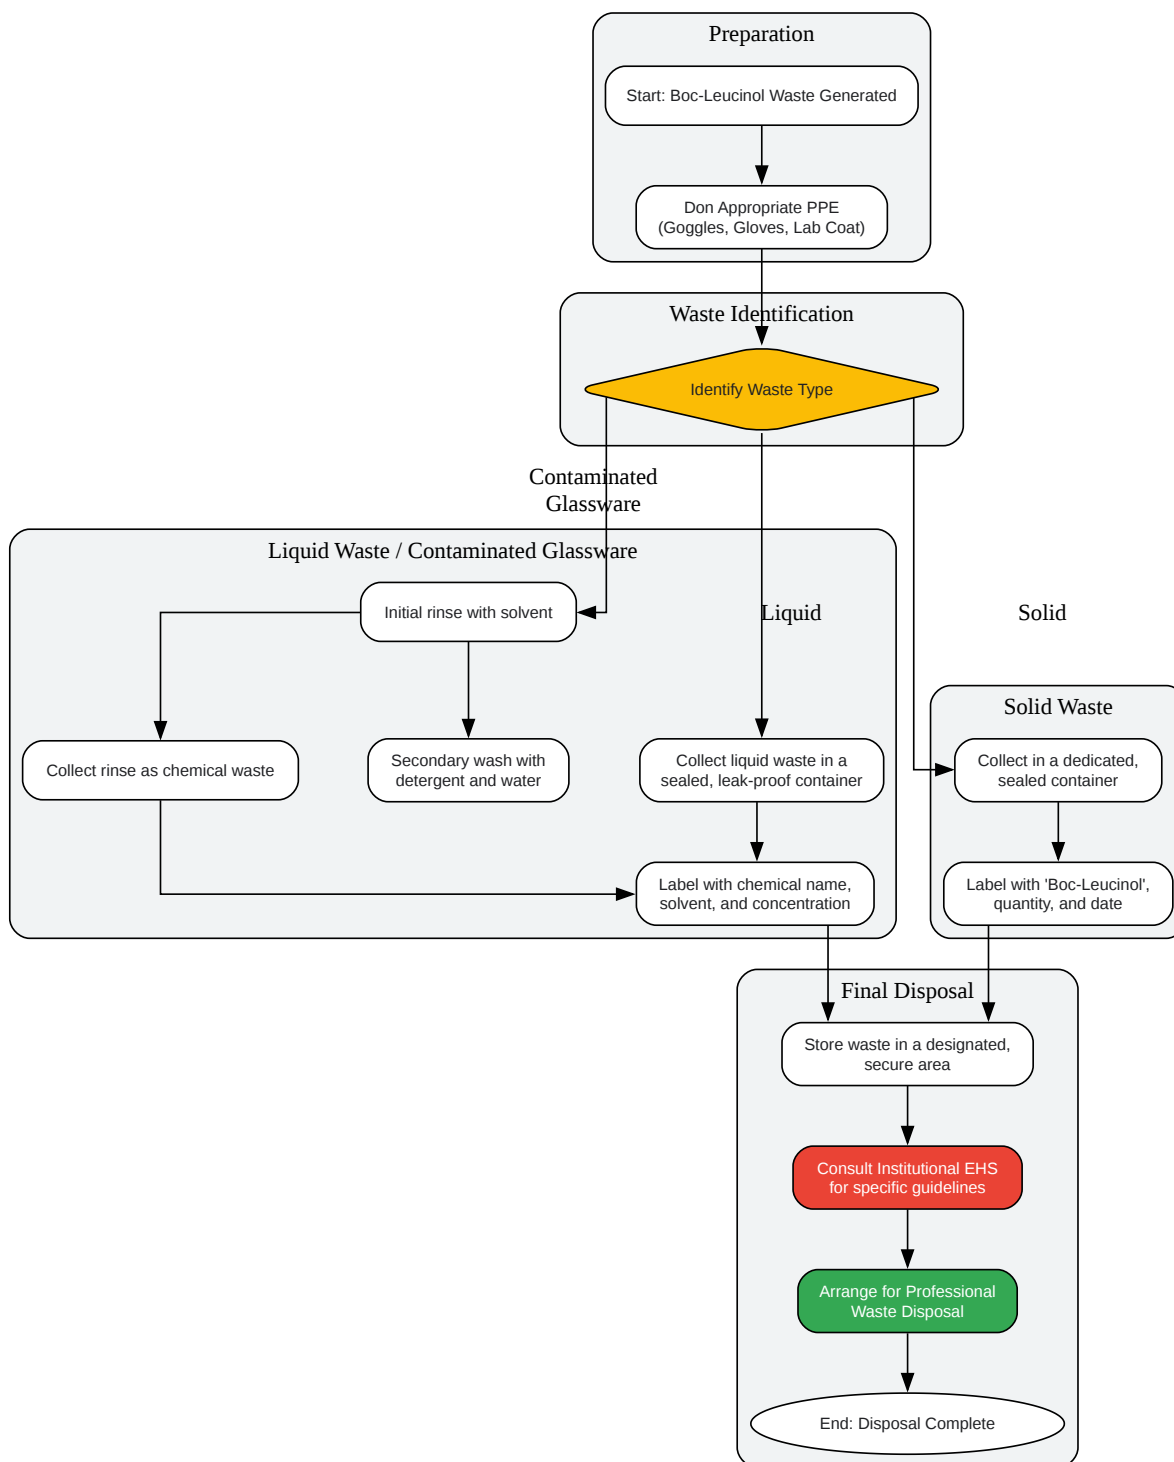 Preparation
Start: Boc-Leucinol Waste Generated
Don Appropriate PPE
(Goggles, Gloves, Lab Coat)
Waste Identification
Identify Waste Type
Contaminated
Glassware
Liquid Waste / Contaminated Glassware
Initial rinse with solvent
Liquid
Solid
Solid Waste
Collect rinse as chemical waste
Secondary wash with
detergent and water
Collect liquid waste in a
sealed, leak-proof container
Collect in a dedicated,
sealed container
Label with chemical name,
solvent, and concentration
Label with 'Boc-Leucinol',
quantity, and date
Final Disposal
Store waste in a designated,
secure area
Consult Institutional EHS
for specific guidelines
Arrange for Professional
Waste Disposal
End: Disposal Complete